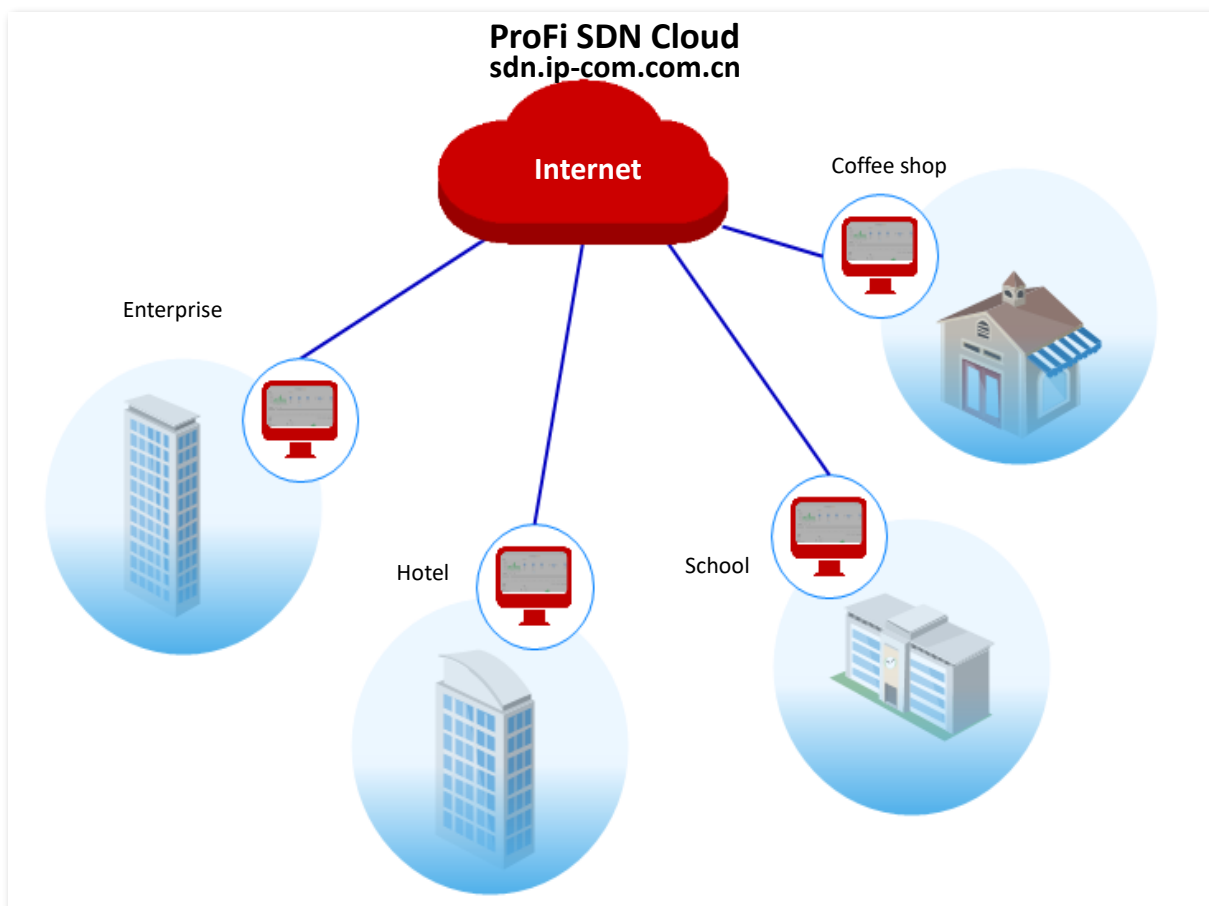 ProFi SDN Cloud
sdn.ip-com.com.cn
Internet
Coffee shop
Enterprise
Hotel
School